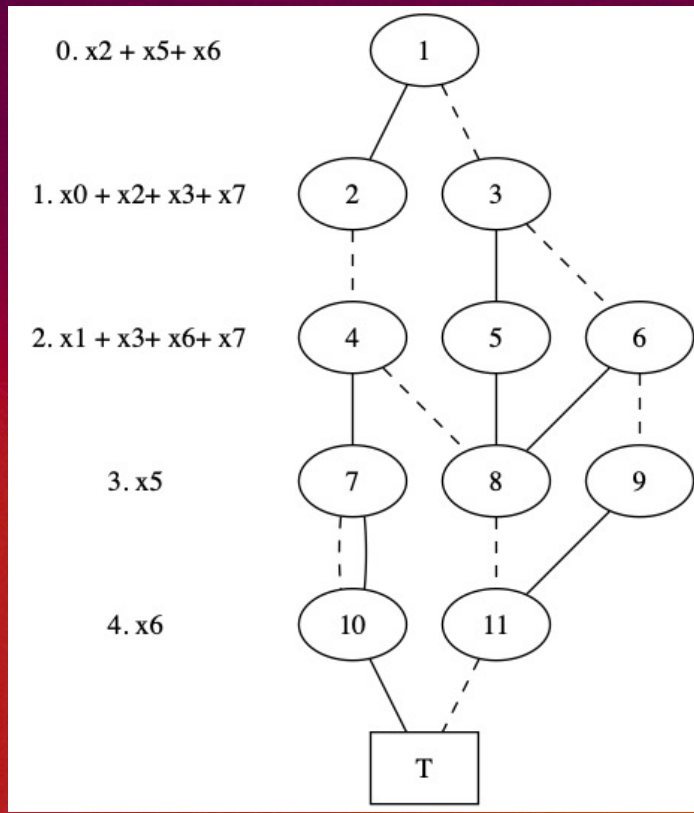 0. x2 + x5+ x6
1
1. x0 + x2+ x3+ x7
2
3
2. x1 + x3+ x6+ x7
4
5
6
3. x5
7
8
9
4. x6
10
11
T